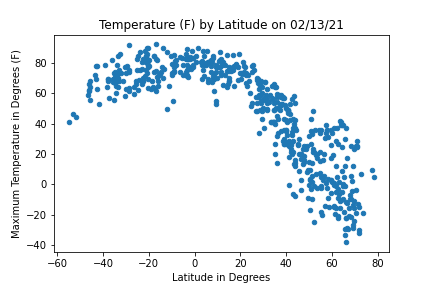 Temperature (F) by Latitude on 02/13/21
Maximum Temperature in Degrees (F)
80
60
40
20
0
−20
−40
−60 −40 −20 0 20 40 60 80
Latitude in Degrees